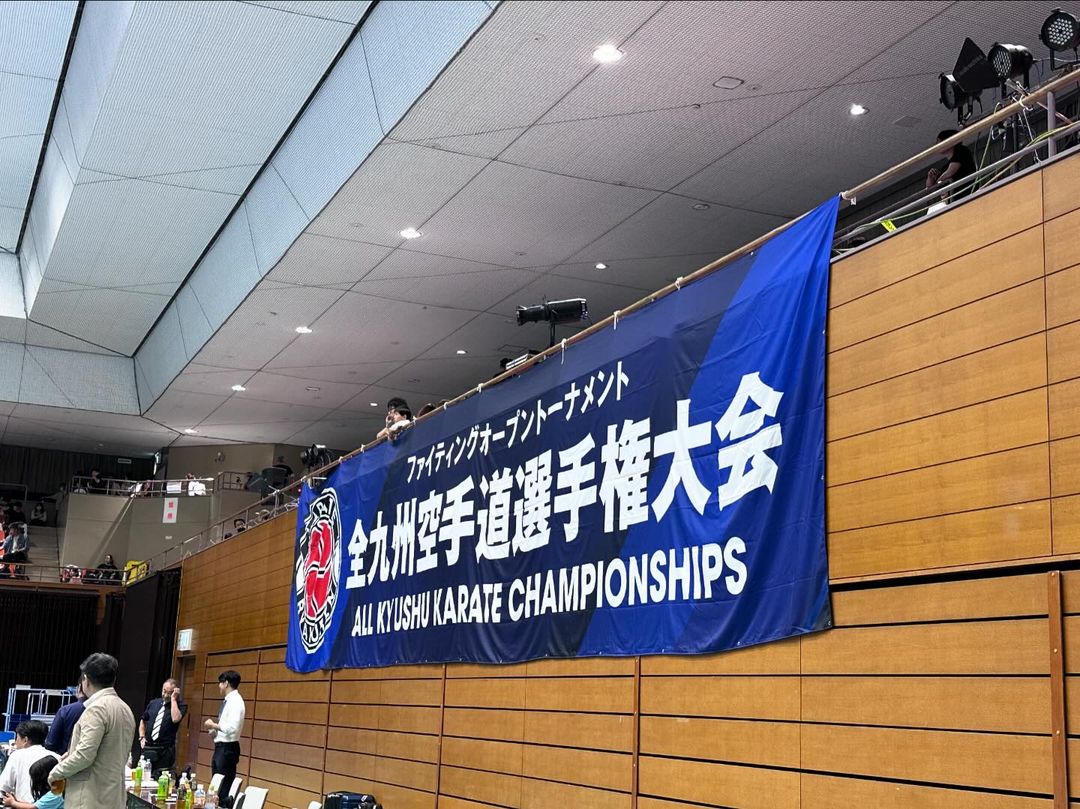 ファイティングオープントーナメント
全九州空手道選手権大会
ALL KYUSHU KARATE CHAMPIONSHIPS